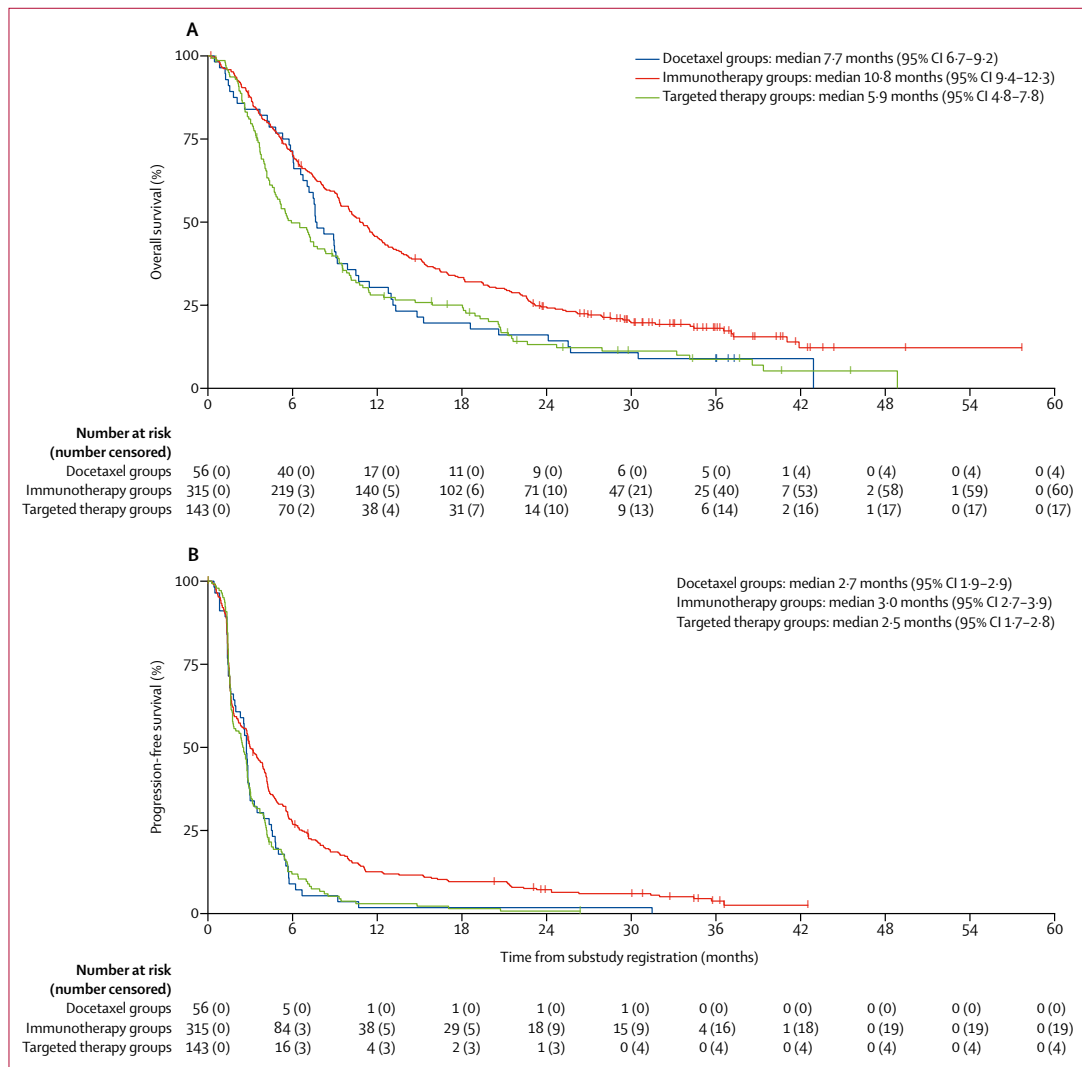 A
Docetaxel groups: median 7·7 months (95% CI 6·7–9·2)
Immunotherapy groups: median 10·8 months (95% CI 9·4–12·3)
Targeted therapy groups: median 5·9 months (95% CI 4·8–7·8)
100
75
50
25
0
Overall survival (%)
0 6 12 18 24 30 36 42 48 54 60
Number at risk
(number censored)
Docetaxel groups 56 (0) 40 (0) 17 (0) 11 (0) 9 (0) 6 (0) 5 (0) 1 (4) 0 (4) 0 (4) 0 (4)
Immunotherapy groups 315 (0) 219 (3) 140 (5) 102 (6) 71 (10) 47 (21) 25 (40) 7 (53) 2 (58) 1 (59) 0 (60)
Targeted therapy groups 143 (0) 70 (2) 38 (4) 31 (7) 14 (10) 9 (13) 6 (14) 2 (16) 1 (17) 0 (17) 0 (17)
B
Docetaxel groups: median 2·7 months (95% CI 1·9–2·9)
Immunotherapy groups: median 3·0 months (95% CI 2·7–3·9)
Targeted therapy groups: median 2·5 months (95% CI 1·7–2·8)
100
75
50
25
0
Progression-free survival (%)
0 6 12 18 24 30 36 42 48 54 60
Time from substudy registration (months)
Number at risk
(number censored)
Docetaxel groups 56 (0) 5 (0) 1 (0) 1 (0) 1 (0) 1 (0) 0 (0) 0 (0) 0 (0) 0 (0) 0 (0)
Immunotherapy groups 315 (0) 84 (3) 38 (5) 29 (5) 18 (9) 15 (9) 4 (16) 1 (18) 0 (19) 0 (19) 0 (19)
Targeted therapy groups 143 (0) 16 (3) 4 (3) 2 (3) 1 (3) 0 (4) 0 (4) 0 (4) 0 (4) 0 (4) 0 (4)